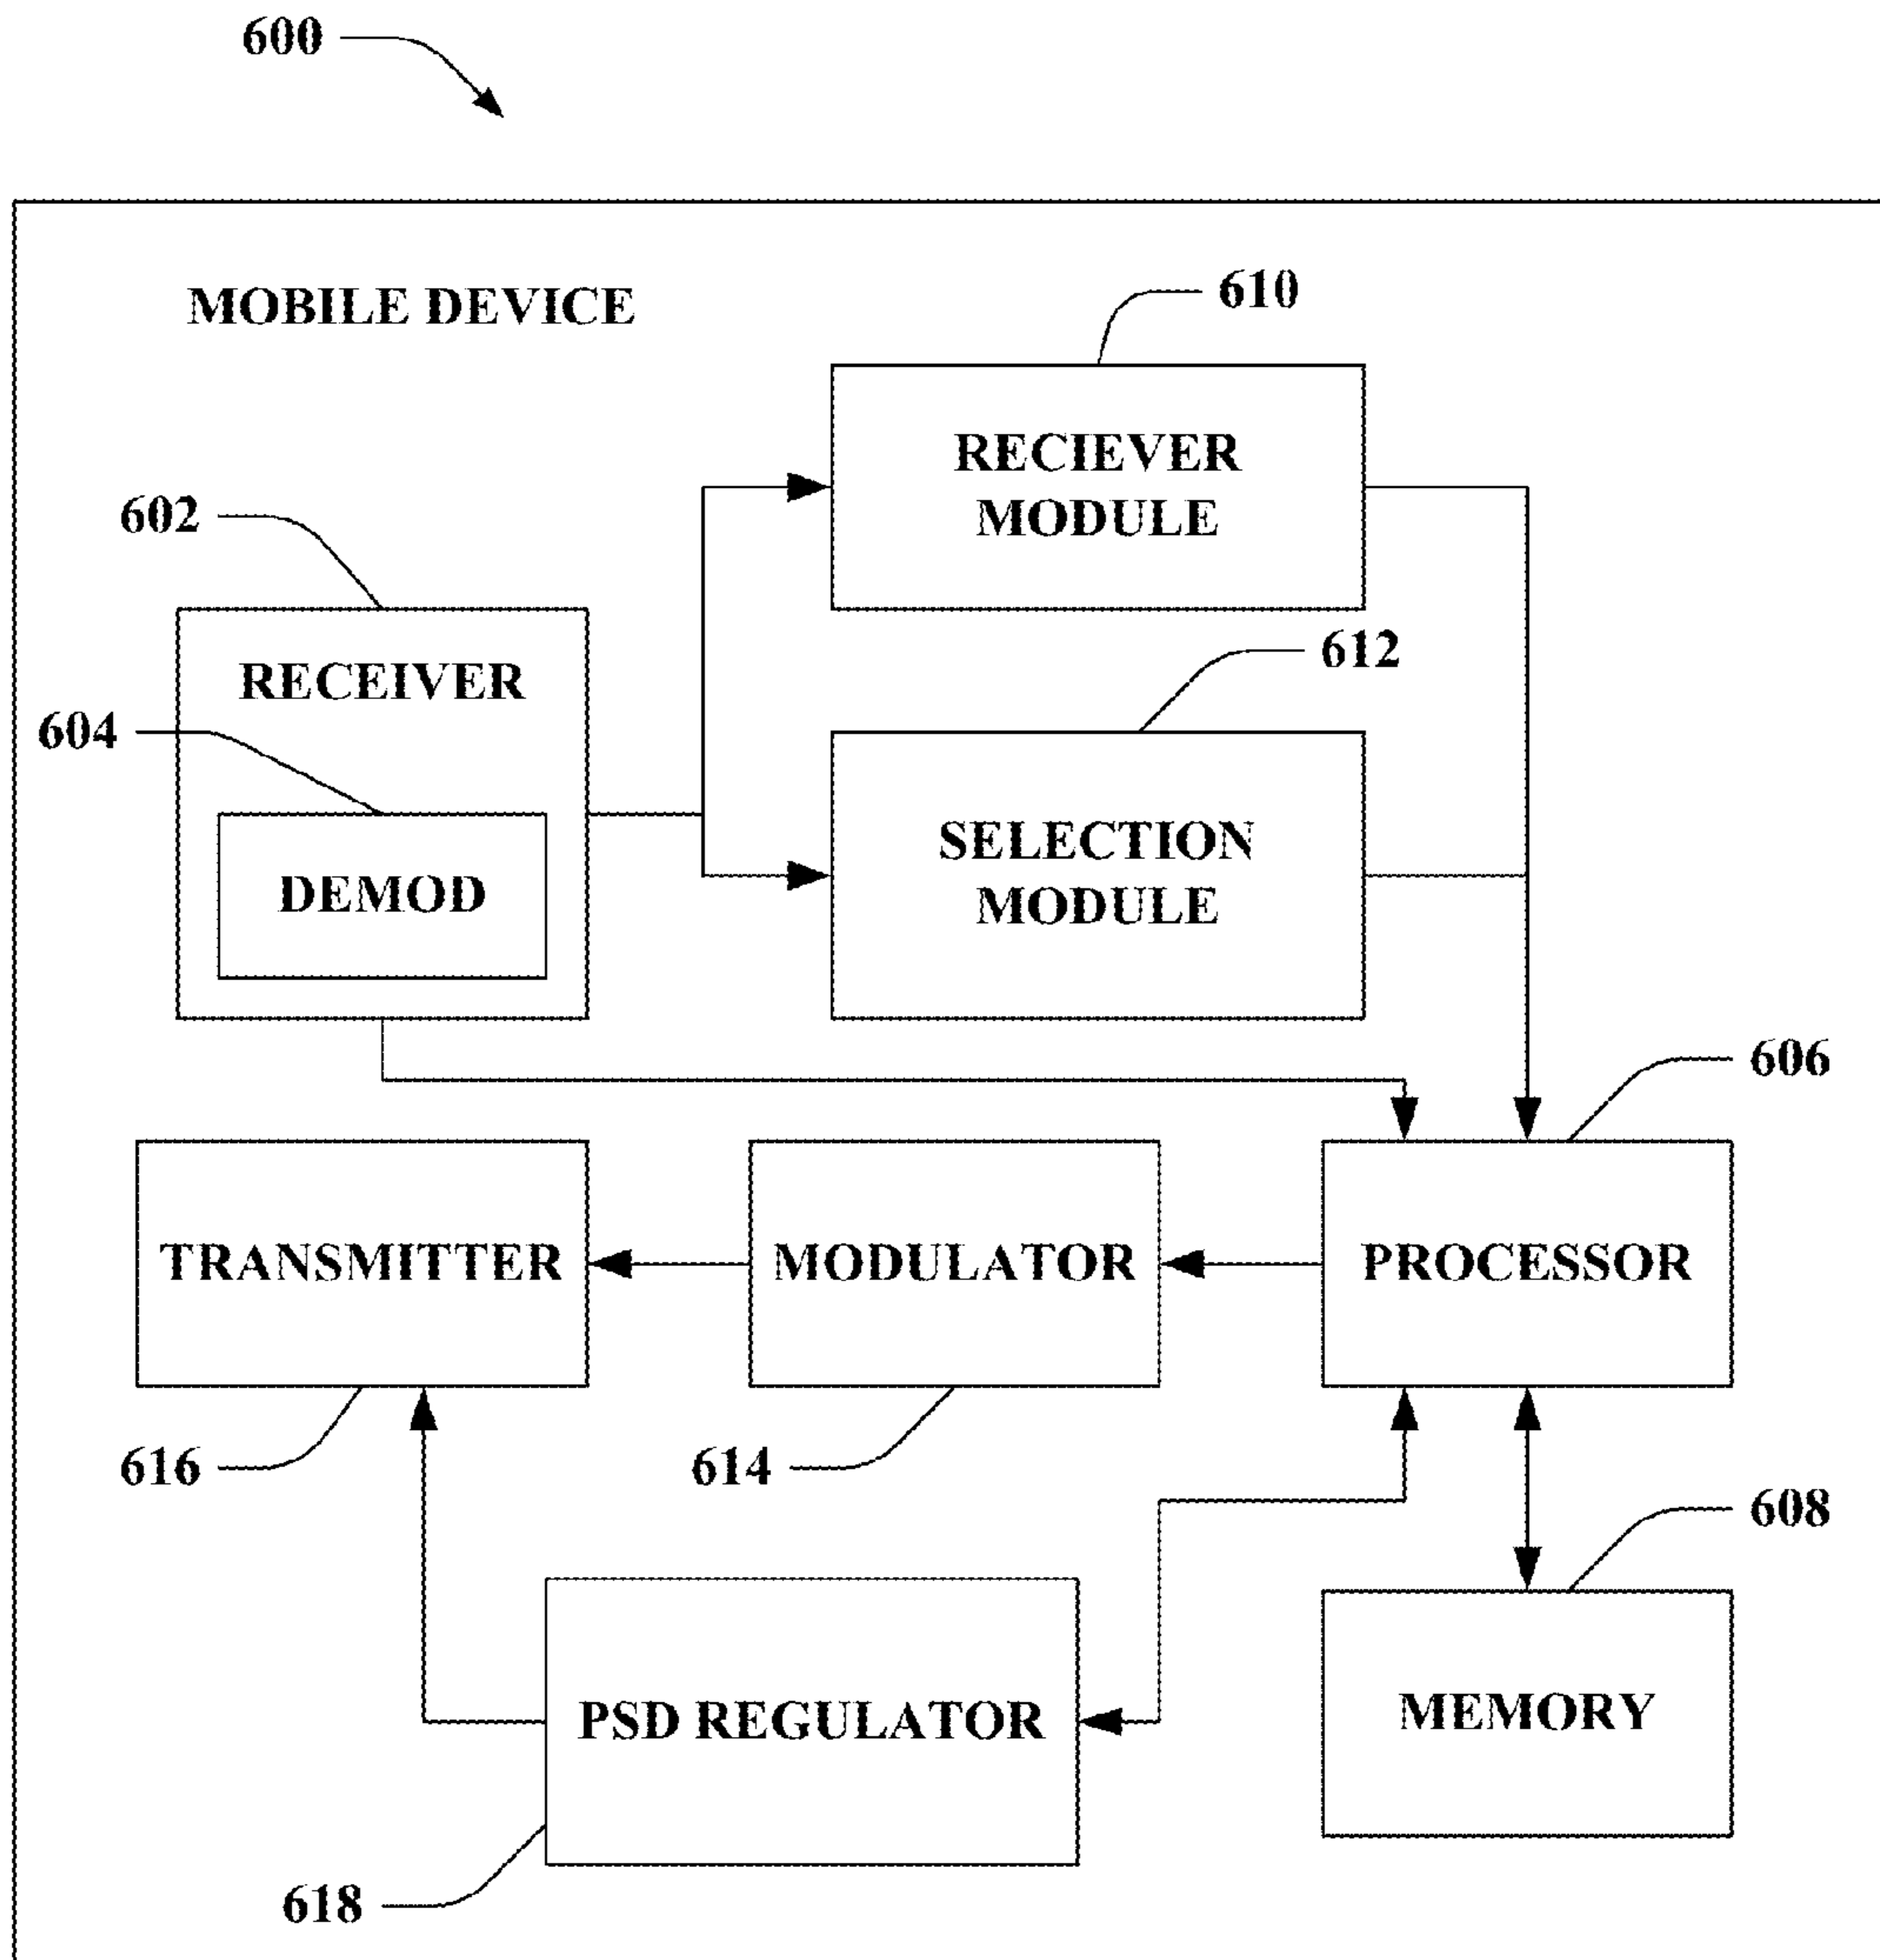 600
MOBILE DEVICE
610
RECIEVER
MODULE
602
RECEIVER
612
604
SELECTION
MODULE
DEMOD
606
TRANSMITTER
MODULATOR
PROCESSOR
616
614
608
PSD REGULATOR
MEMORY
618